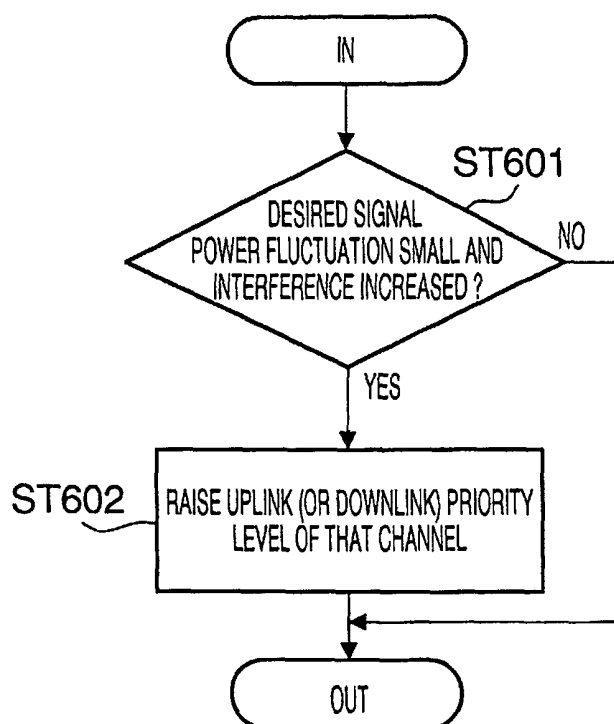 IN
ST601
DESIRED SIGNAL
POWER FLUCTUATION SMALL AND
INTERFERENCE INCREASED ?
NO
YES
ST602
RAISE UPLINK (OR DOWNLINK) PRIORITY
LEVEL OF THAT CHANNEL
OUT